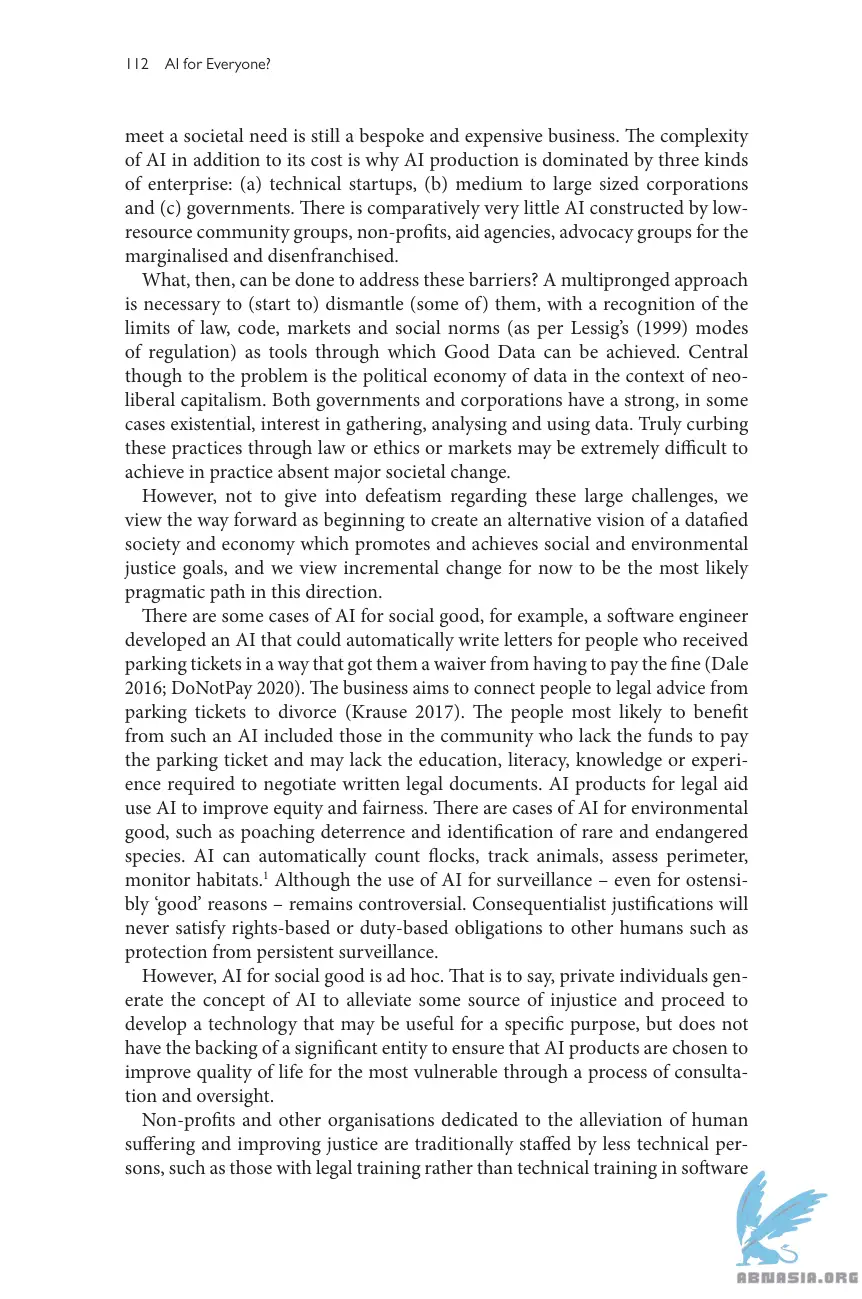 112 AI for Everyone?
meet a societal need is still a bespoke and expensive business. The complexity
of AI in addition to its cost is why AI production is dominated by three kinds
of enterprise: (a) technical startups, (b) medium to large sized corporations
and (c) governments. There is comparatively very little AI constructed by low-
resource community groups, non-profits, aid agencies, advocacy groups for the
marginalised and disenfranchised.
What, then, can be done to address these barriers? A multipronged approach
is necessary to (start to) dismantle (some of) them, with a recognition of the
limits of law, code, markets and social norms (as per Lessig’s (1999) modes
of regulation) as tools through which Good Data can be achieved. Central
though to the problem is the political economy of data in the context of neo-
liberal capitalism. Both governments and corporations have a strong, in some
cases existential, interest in gathering, analysing and using data. Truly curbing
these practices through law or ethics or markets may be extremely difficult to
achieve in practice absent major societal change.
However, not to give into defeatism regarding these large challenges, we
view the way forward as beginning to create an alternative vision of a datafied
society and economy which promotes and achieves social and environmental
justice goals, and we view incremental change for now to be the most likely
pragmatic path in this direction.
There are some cases of AI for social good, for example, a software engineer
developed an AI that could automatically write letters for people who received
parking tickets in a way that got them a waiver from having to pay the fine (Dale
2016; DoNotPay 2020). The business aims to connect people to legal advice from
parking tickets to divorce (Krause 2017). The people most likely to benefit
from such an AI included those in the community who lack the funds to pay
the parking ticket and may lack the education, literacy, knowledge or experi-
ence required to negotiate written legal documents. AI products for legal aid
use AI to improve equity and fairness. There are cases of AI for environmental
good, such as poaching deterrence and identification of rare and endangered
species. AI can automatically count flocks, track animals, assess perimeter,
monitor habitats.1 Although the use of AI for surveillance – even for ostensi-
bly ‘good’ reasons – remains controversial. Consequentialist justifications will
never satisfy rights-based or duty-based obligations to other humans such as
protection from persistent surveillance.
However, AI for social good is ad hoc. That is to say, private individuals gen-
erate the concept of AI to alleviate some source of injustice and proceed to
develop a technology that may be useful for a specific purpose, but does not
have the backing of a significant entity to ensure that AI products are chosen to
improve quality of life for the most vulnerable through a process of consulta-
tion and oversight.
Non-profits and other organisations dedicated to the alleviation of human
suffering and improving justice are traditionally staffed by less technical per-
sons, such as those with legal training rather than technical training in software
ABNASIA.ORG